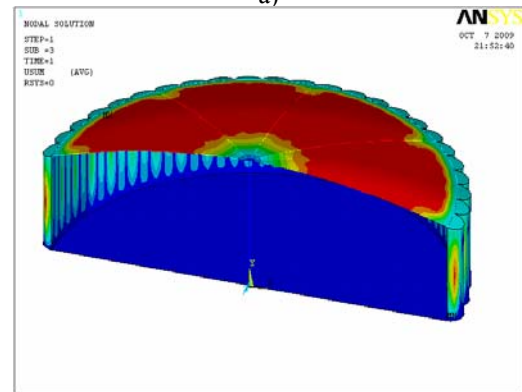 a)
1
NODAL SOLUTION
STEP=1
SUB =3
TIME=1
USUM (AVG)
RSYS=0
ANSYS
OCT 7 2009
21:52:40
Y